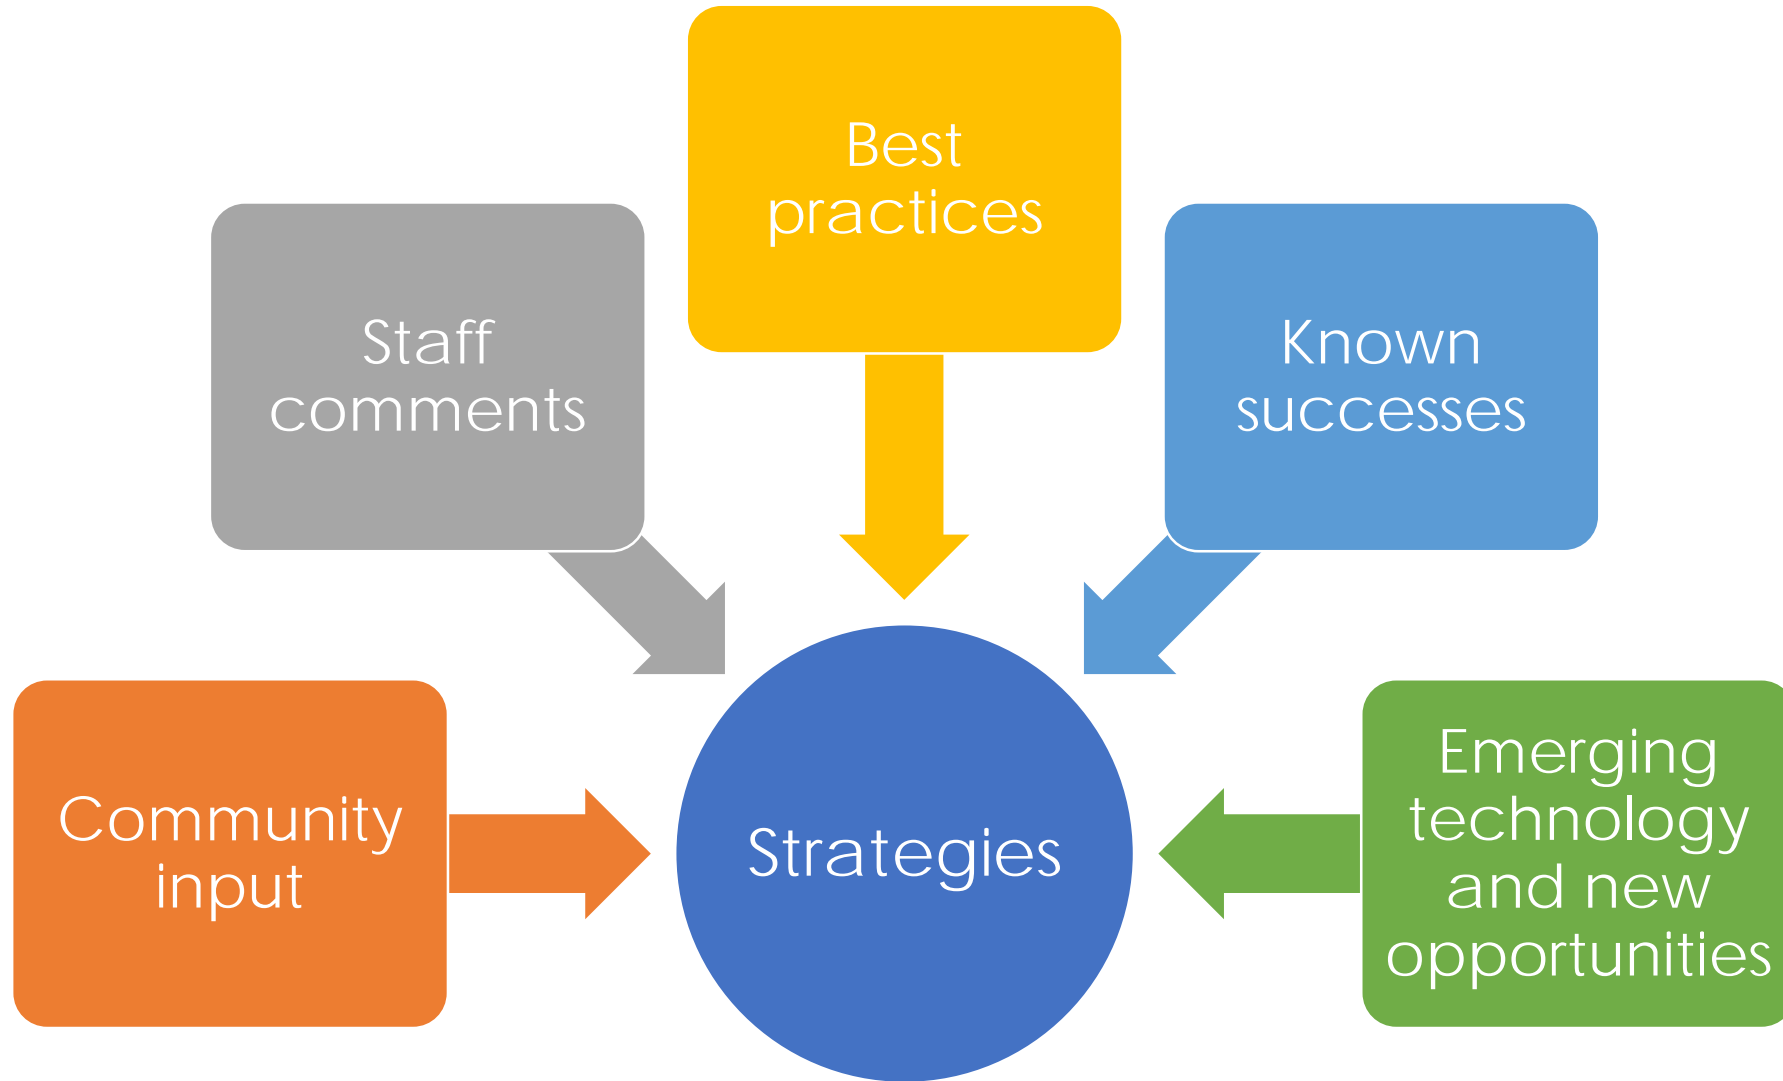 Best
practices
Staff
comments
Known
successes
Community
input
Strategies
Emerging
technology
and new
opportunities